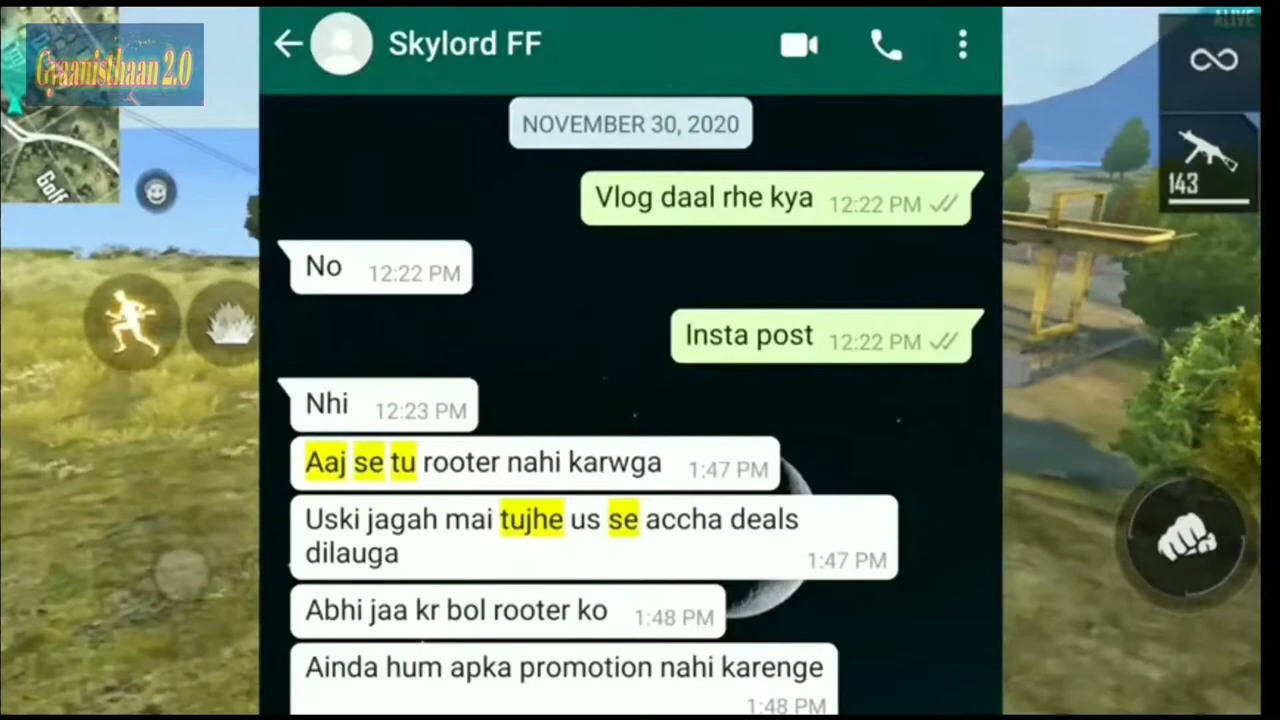 Gyaanisthaan 2.0
Golf
ALIVE
143
Skylord FF
NOVEMBER 30, 2020
Vlog daal rhe kya 12:22 PM
No 12:22 PM
Insta post 12:22 PM
Nhi 12:23 PM
Aaj se tu rooter nahi karwga 1:47 PM
Uski jagah mai tujhe us se accha deals
dilauga 1:47 PM
Abhi jaa kr bol rooter ko 1:48 PM
Ainda hum apka promotion nahi karenge
1:48 PM